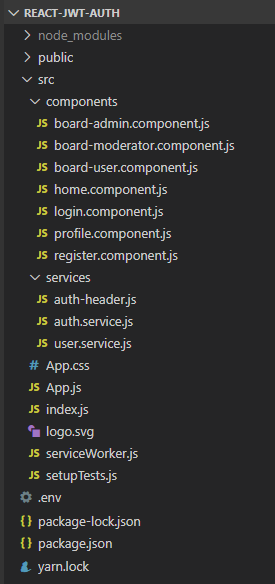 REACT-JWT-AUTH
node_modules
public
src
components
JS board-admin.component.js
JS board-moderator.component.js
JS board-user.component.js
JS home.component.js
JS login.component.js
JS profile.component.js
JS register.component.js
services
JS auth-header.js
JS auth.service.js
JS user.service.js
# App.css
JS App.js
JS index.js
logo.svg
JS serviceWorker.js
JS setupTests.js
.env
{} package-lock.json
{} package.json
yarn.lock